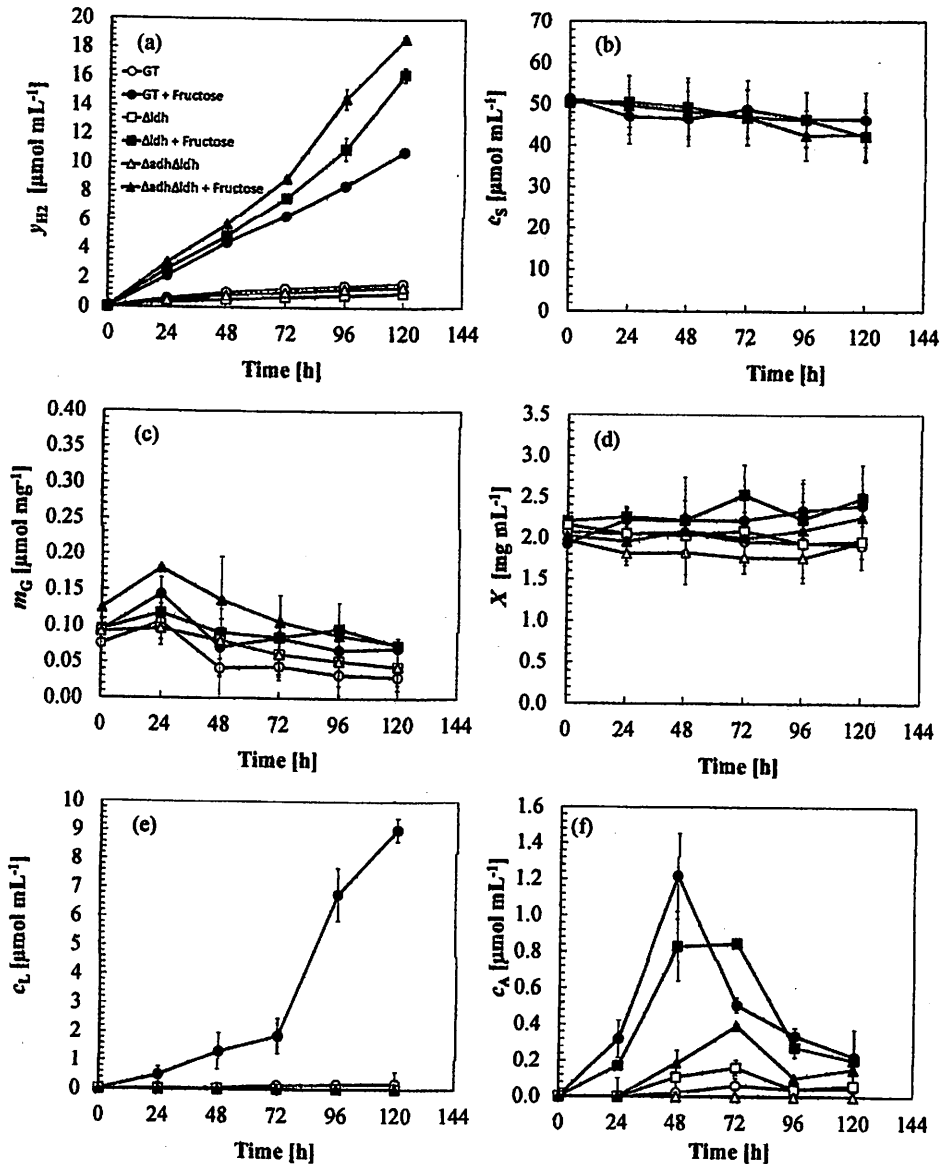 (a)
yH2 [µmol mL-1]
20
18
16
14
12
10
8
6
4
2
0
GT
GT + Fructose
Δldh
Δldh + Fructose
ΔadhΔldh
ΔadhΔldh + Fructose
0 24 48 72 96 120 144
Time [h]
(b)
cS [µmol mL-1]
70
60
50
40
30
20
10
0
0 24 48 72 96 120 144
Time [h]
(c)
mG [µmol mg-1]
0.40
0.35
0.30
0.25
0.20
0.15
0.10
0.05
0.00
0 24 48 72 96 120 144
Time [h]
(d)
X [mg mL-1]
3.5
3.0
2.5
2.0
1.5
1.0
0.5
0.0
0 24 48 72 96 120 144
Time [h]
(e)
cL [µmol mL-1]
10
9
8
7
6
5
4
3
2
1
0
0 24 48 72 96 120 144
Time [h]
(f)
cA [µmol mL-1]
1.6
1.4
1.2
1.0
0.8
0.6
0.4
0.2
0.0
0 24 48 72 96 120 144
Time [h]